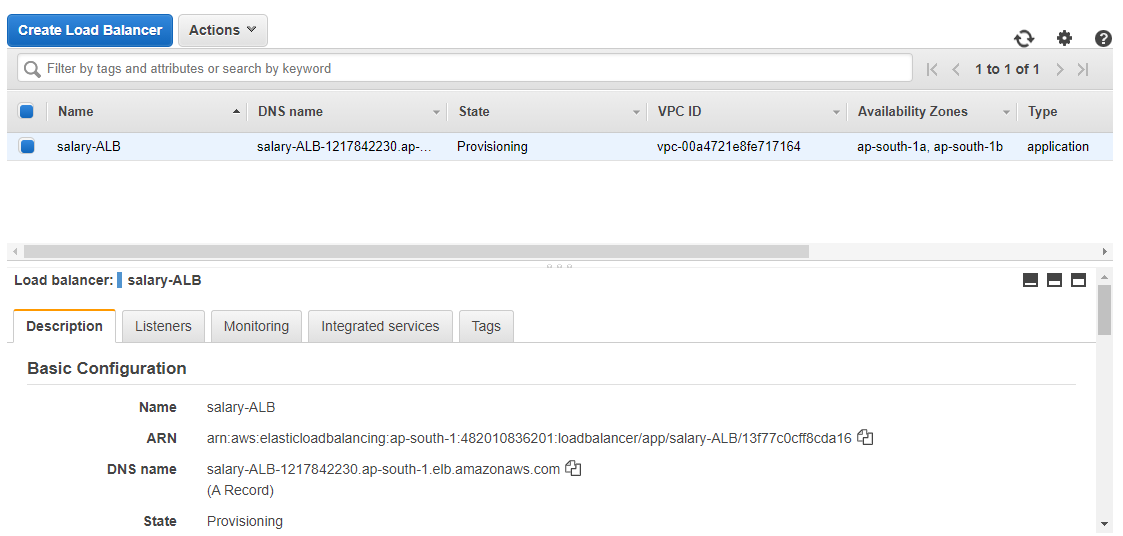 Create Load Balancer Actions
Filter by tags and attributes or search by keyword 1 to 1 of 1
Name DNS name State VPC ID Availability Zones Type
salary-ALB salary-ALB-1217842230.ap-... Provisioning vpc-00a4721e8fe717164 ap-south-1a, ap-south-1b application
Load balancer: salary-ALB
Description Listeners Monitoring Integrated services Tags
Basic Configuration
Name salary-ALB
ARN arn:aws:elasticloadbalancing:ap-south-1:482010836201:loadbalancer/app/salary-ALB/13f77c0cff8cda16
DNS name salary-ALB-1217842230.ap-south-1.elb.amazonaws.com
(A Record)
State Provisioning